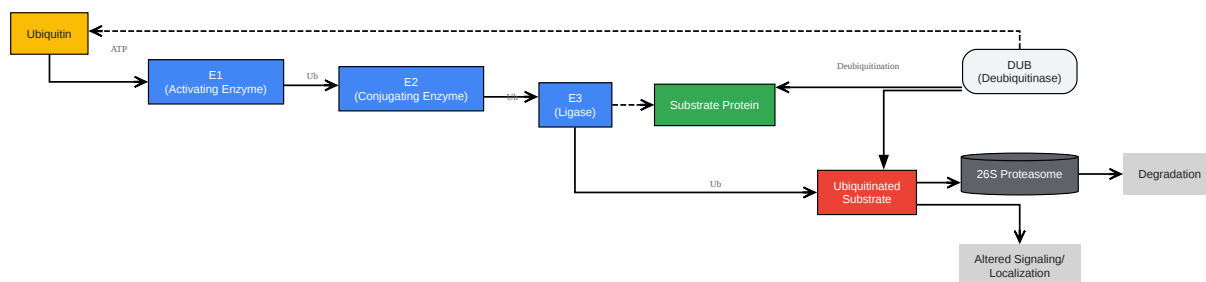 Ubiquitin
ATP
E1
(Activating Enzyme)
Ub
E2
(Conjugating Enzyme)
Ub
E3
(Ligase)
Substrate Protein
Deubiquitination
DUB
(Deubiquitinase)
Ub
Ubiquitinated
Substrate
26S Proteasome
Degradation
Altered Signaling/
Localization